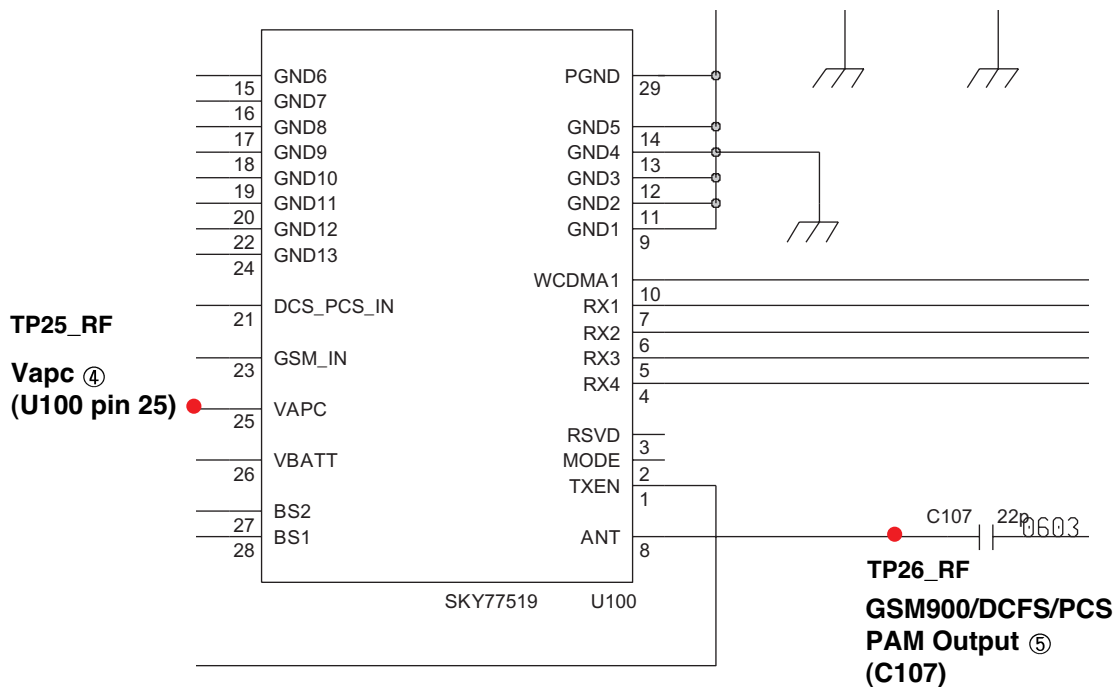 GND6
15
GND7
16
GND8
17
GND9
18
GND10
19
GND11
20
GND12
22
GND13
24
DCS_PCS_IN
21
GSM_IN
23
VAPC
25
VBATT
26
BS2
27
BS1
28
PGND
29
GND5
14
GND4
13
GND3
12
GND2
11
GND1
9
WCDMA1
10
RX1
7
RX2
6
RX3
5
RX4
4
RSVD
3
MODE
2
TXEN
1
ANT
8
SKY77519 U100
TP25_RF
Vapc ④
(U100 pin 25)
C107 22p 0603
TP26_RF
GSM900/DCFS/PCS
PAM Output ⑤
(C107)